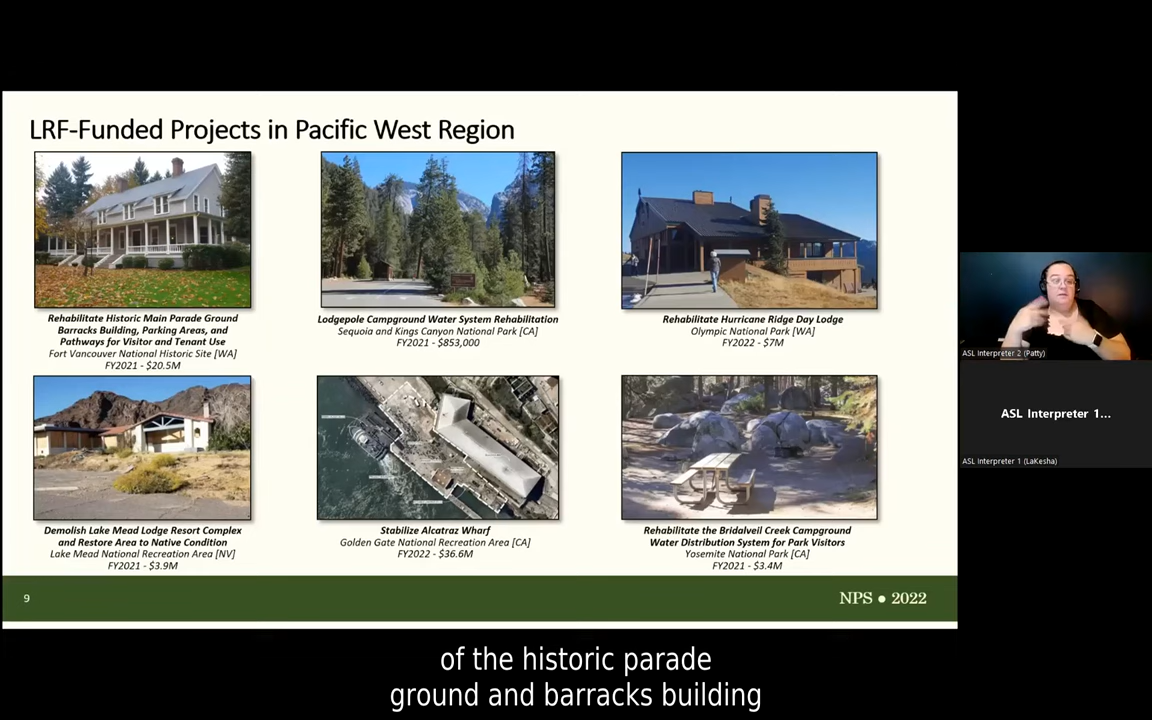 LRF-Funded Projects in Pacific West Region
Rehabilitate Historic Main Parade Ground
Barracks Building, Parking Areas, and
Pathways for Visitor and Tenant Use
Fort Vancouver National Historic Site [WA]
FY2021 - $20.5M
Lodgepole Campground Water System Rehabilitation
Sequoia and Kings Canyon National Park [CA]
FY2021 - $853,000
Rehabilitate Hurricane Ridge Day Lodge
Olympic National Park [WA]
FY2022 - $7M
Demolish Lake Mead Lodge Resort Complex
and Restore Area to Native Condition
Lake Mead National Recreation Area [NV]
FY2021 - $3.9M
Stabilize Alcatraz Wharf
Golden Gate National Recreation Area [CA]
FY2022 - $36.6M
Rehabilitate the Bridalveil Creek Campground
Water Distribution System for Park Visitors
Yosemite National Park [CA]
FY2021 - $3.4M
9
NPS ● 2022
ASL Interpreter 2 (Patty)
ASL Interpreter 1...
ASL Interpreter 1 (LaKesha)
of the historic parade
ground and barracks building